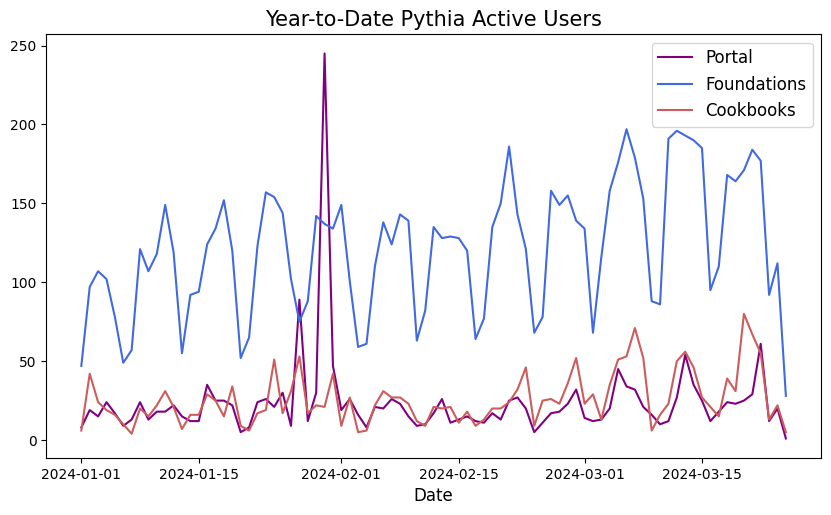 Year-to-Date Pythia Active Users
Portal
Foundations
Cookbooks
250
200
150
100
50
0
2024-01-01 2024-01-15 2024-02-01 2024-02-15 2024-03-01 2024-03-15
Date